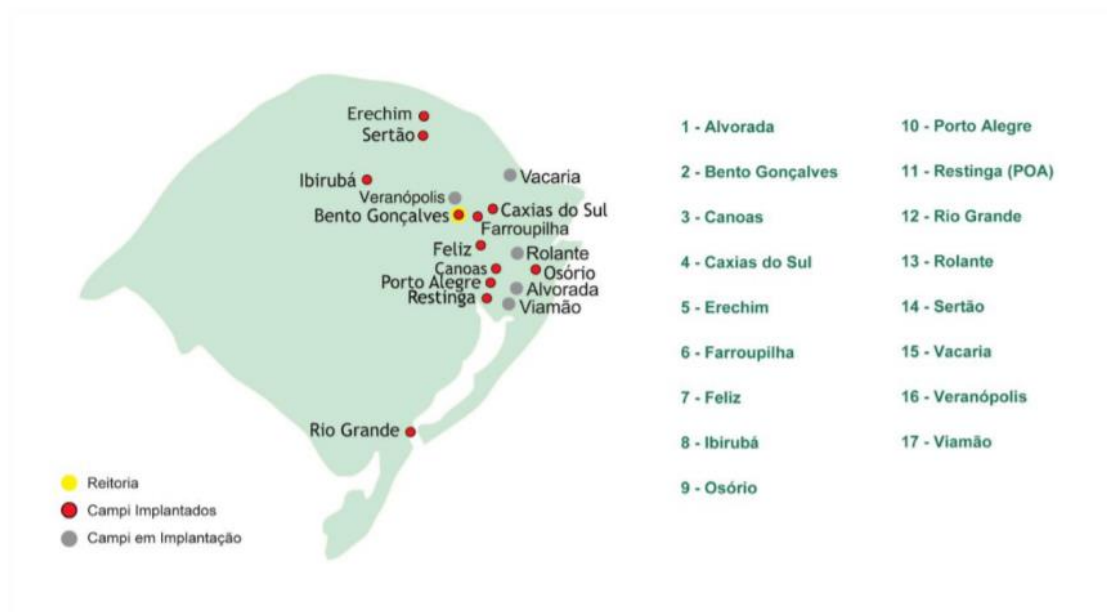 Erechim
Sertão
Ibirubá
Vacaria
Veranópolis
Bento Gonçalves
Caxias do Sul
Farroupilha
Feliz
Rolante
Canoas
Osório
Porto Alegre
Alvorada
Restinga
Viamão
Rio Grande
Reitoria
Campi Implantados
Campi em Implantação
1 - Alvorada
2 - Bento Gonçalves
3 - Canoas
4 - Caxias do Sul
5 - Erechim
6 - Farroupilha
7 - Feliz
8 - Ibirubá
9 - Osório
10 - Porto Alegre
11 - Restinga (POA)
12 - Rio Grande
13 - Rolante
14 - Sertão
15 - Vacaria
16 - Veranópolis
17 - Viamão